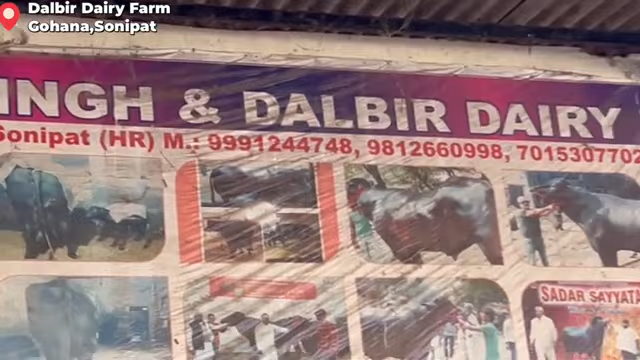 Dalbir Dairy Farm
Gohana,Sonipat
INGH & DALBIR DAIRY
Sonipat (HR) M.: 9991244748, 9812660998, 7015307702
SADAR SAYYATA